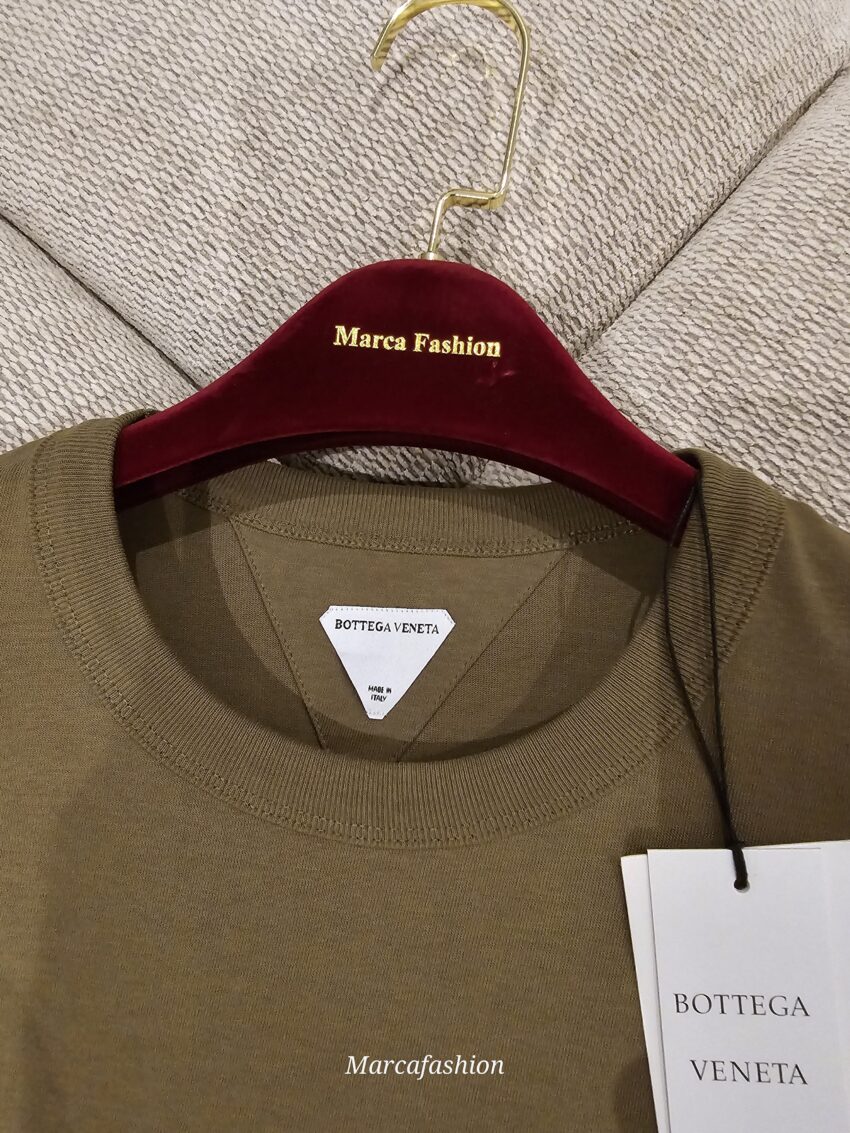 Marca Fashion
BOTTEGA VENETA
MADE IN
ITALY
BOTTEGA
VENETA
Marcafashion